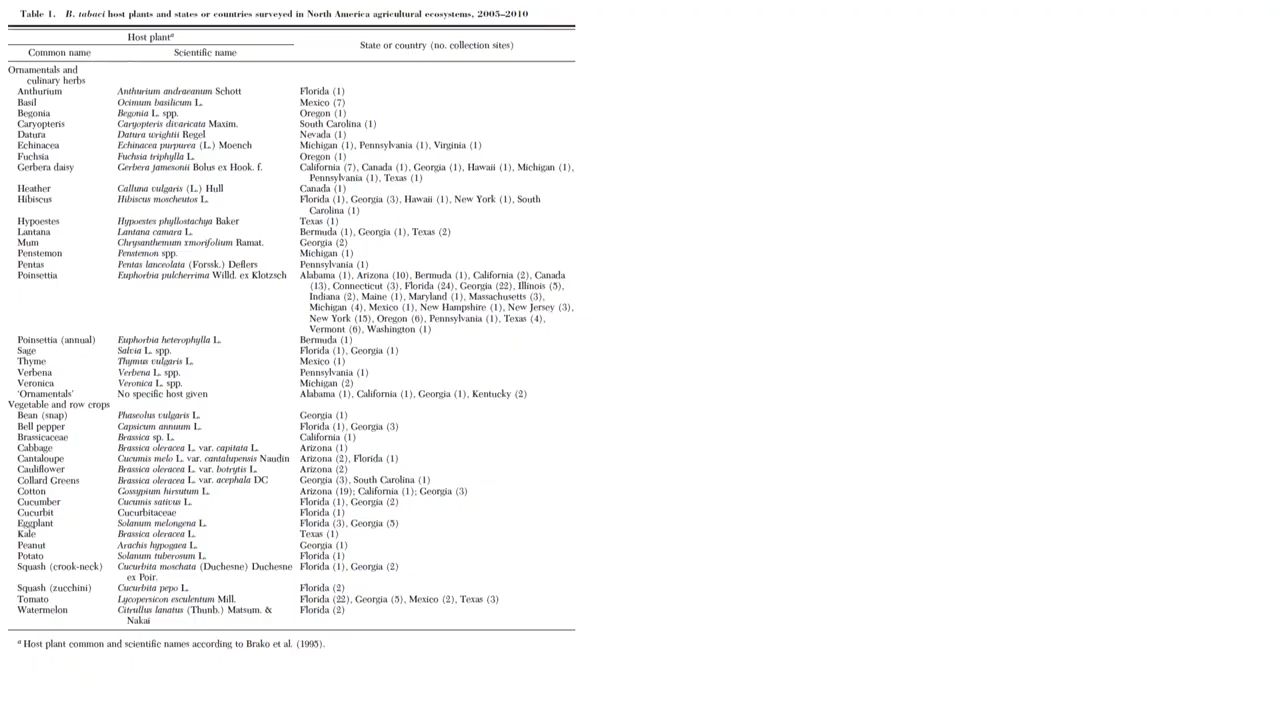 Table 1. B. tabaci host plants and states or countries surveyed in North America agricultural ecosystems, 2005–2010
Host plantᵃ
State or country (no. collection sites)
Common name Scientific name
Ornamentals and
culinary herbs
Anthurium Anthurium andraeanum Schott Florida (1)
Basil Ocimum basilicum L. Mexico (7)
Begonia Begonia L. spp. Oregon (1)
Caryopteris Caryopteris divaricata Maxim. South Carolina (1)
Datura Datura wrightii Regel Nevada (1)
Echinacea Echinacea purpurea (L.) Moench Michigan (1), Pennsylvania (1), Virginia (1)
Fuchsia Fuchsia triphylla L. Oregon (1)
Gerbera daisy Gerbera jamesonii Bolus ex Hook. f. California (7), Canada (1), Georgia (1), Hawaii (1), Michigan (1),
Pennsylvania (1), Texas (1)
Heather Calluna vulgaris (L.) Hull Canada (1)
Hibiscus Hibiscus moscheutos L. Florida (1), Georgia (3), Hawaii (1), New York (1), South
Carolina (1)
Hypoestes Hypoestes phyllostachya Baker Texas (1)
Lantana Lantana camara L. Bermuda (1), Georgia (1), Texas (2)
Mum Chrysanthemum xmorifolium Ramat. Georgia (2)
Penstemon Penstemon spp. Michigan (1)
Pentas Pentas lanceolata (Forssk.) Deflers Pennsylvania (1)
Poinsettia Euphorbia pulcherrima Willd. ex Klotzsch Alabama (1), Arizona (10), Bermuda (1), California (2), Canada
(13), Connecticut (3), Florida (24), Georgia (22), Illinois (5),
Indiana (2), Maine (1), Maryland (1), Massachusetts (3),
Michigan (4), Mexico (1), New Hampshire (1), New Jersey (3),
New York (15), Oregon (6), Pennsylvania (1), Texas (4),
Vermont (6), Washington (1)
Poinsettia (annual) Euphorbia heterophylla L. Bermuda (1)
Sage Salvia L. spp. Florida (1), Georgia (1)
Thyme Thymus vulgaris L. Mexico (1)
Verbena Verbena L. spp. Pennsylvania (1)
Veronica Veronica L. spp. Michigan (2)
'Ornamentals' No specific host given Alabama (1), California (1), Georgia (1), Kentucky (2)
Vegetable and row crops
Bean (snap) Phaseolus vulgaris L. Georgia (1)
Bell pepper Capsicum annuum L. Florida (1), Georgia (3)
Brassicaceae Brassica sp. L. California (1)
Cabbage Brassica oleracea L. var. capitata L. Arizona (1)
Cantaloupe Cucumis melo L. var. cantalupensis Naudin Arizona (2), Florida (1)
Cauliflower Brassica oleracea L. var. botrytis L. Arizona (2)
Collard Greens Brassica oleracea L. var. acephala DC Georgia (3), South Carolina (1)
Cotton Gossypium hirsutum L. Arizona (19); California (1); Georgia (3)
Cucumber Cucumis sativus L. Florida (1), Georgia (2)
Cucurbit Cucurbitaceae Florida (1)
Eggplant Solanum melongena L. Florida (3), Georgia (5)
Kale Brassica oleracea L. Texas (1)
Peanut Arachis hypogaea L. Georgia (1)
Potato Solanum tuberosum L. Florida (1)
Squash (crook-neck) Cucurbita moschata (Duchesne) Duchesne Florida (1), Georgia (2)
ex Poir.
Squash (zucchini) Cucurbita pepo L. Florida (2)
Tomato Lycopersicon esculentum Mill. Florida (22), Georgia (5), Mexico (2), Texas (3)
Watermelon Citrullus lanatus (Thunb.) Matsum. & Florida (2)
Nakai
ᵃ Host plant common and scientific names according to Brako et al. (1995).